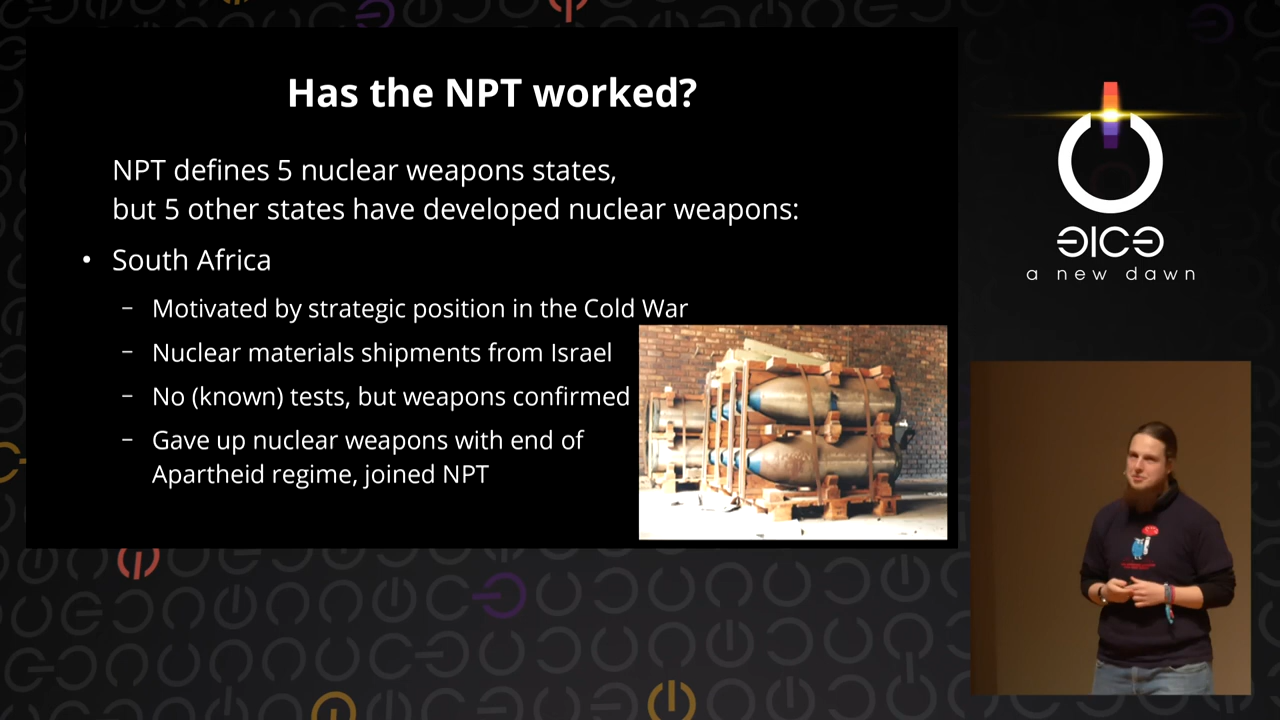 Has the NPT worked?
NPT defines 5 nuclear weapons states,
but 5 other states have developed nuclear weapons:
• South Africa
– Motivated by strategic position in the Cold War
– Nuclear materials shipments from Israel
– No (known) tests, but weapons confirmed
– Gave up nuclear weapons with end of
Apartheid regime, joined NPT
a new dawn